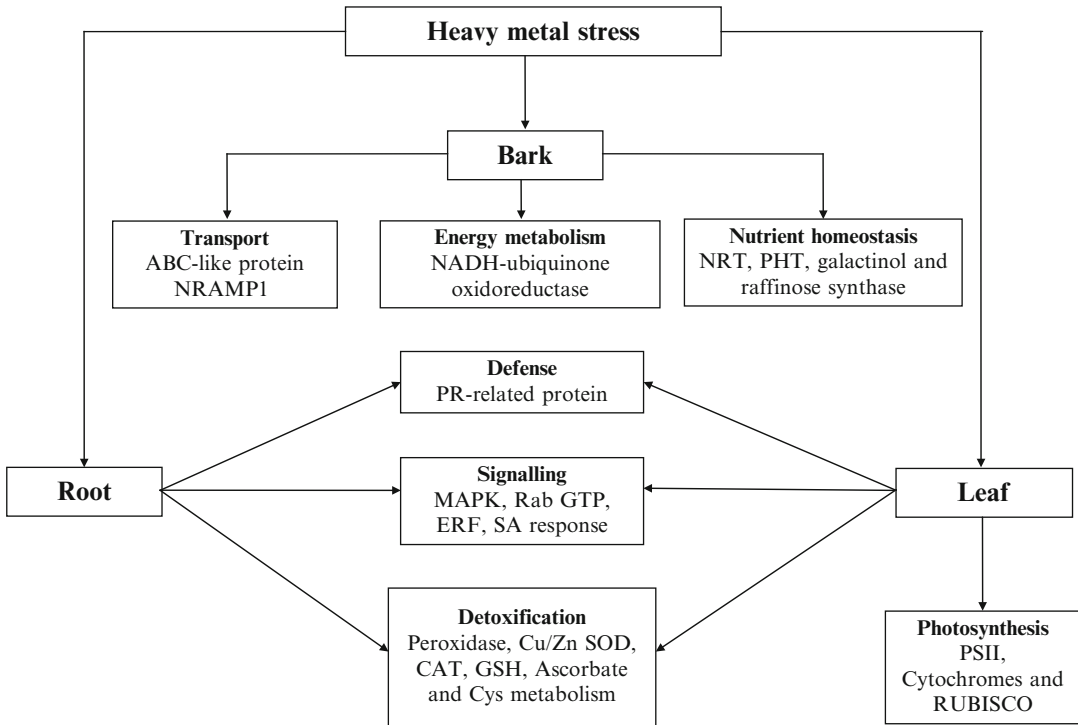 Heavy metal stress
Bark
Transport
ABC-like protein
NRAMP1
Energy metabolism
NADH-ubiquinone
oxidoreductase
Nutrient homeostasis
NRT, PHT, galactinol and
raffinose synthase
Defense
PR-related protein
Root
Signalling
MAPK, Rab GTP,
ERF, SA response
Leaf
Detoxification
Peroxidase, Cu/Zn SOD,
CAT, GSH, Ascorbate
and Cys metabolism
Photosynthesis
PSII,
Cytochromes and
RUBISCO